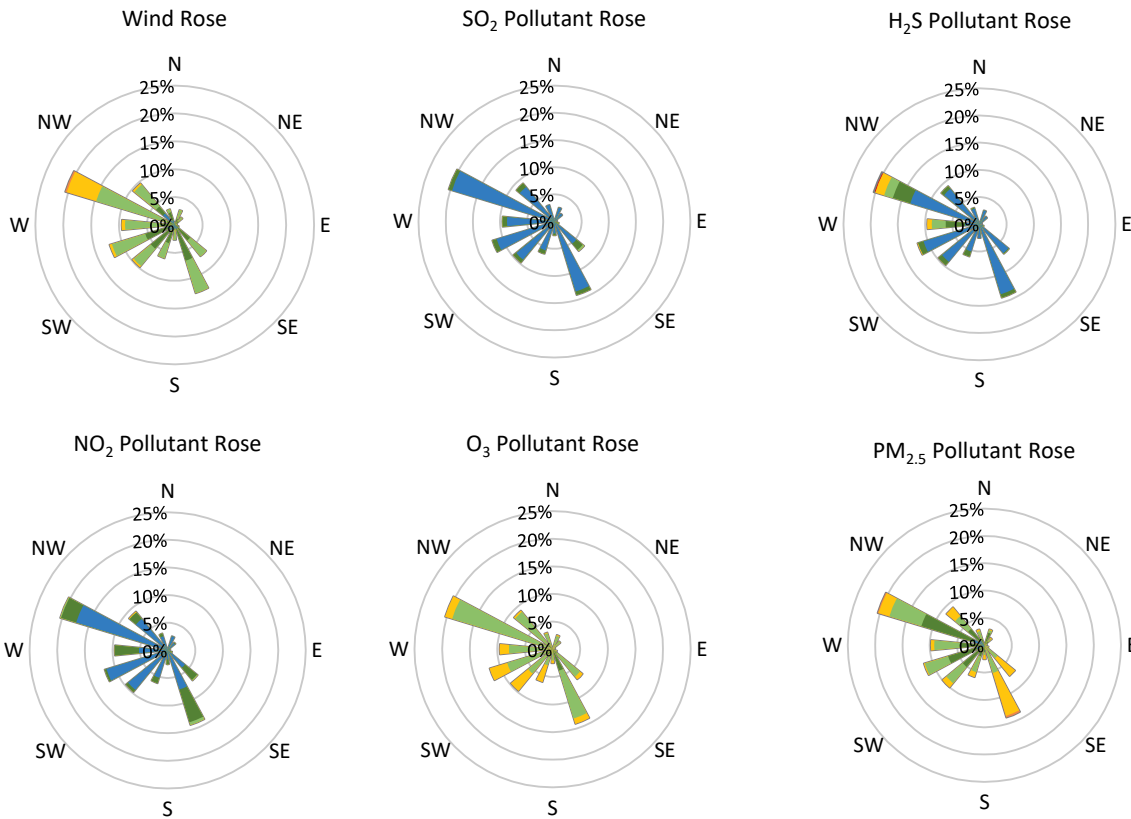 Wind Rose
N
25%
20%
15%
10%
5%
0%
NW
NE
W
E
SW
SE
S
SO₂ Pollutant Rose
N
25%
20%
15%
10%
5%
0%
NW
NE
W
E
SW
SE
S
H₂S Pollutant Rose
N
25%
20%
15%
10%
5%
0%
NW
NE
W
E
SW
SE
S
NO₂ Pollutant Rose
N
25%
20%
15%
10%
5%
0%
NW
NE
W
E
SW
SE
S
O₃ Pollutant Rose
N
25%
20%
15%
10%
5%
0%
NW
NE
W
E
SW
SE
S
PM₂.₅ Pollutant Rose
N
25%
20%
15%
10%
5%
0%
NW
NE
W
E
SW
SE
S